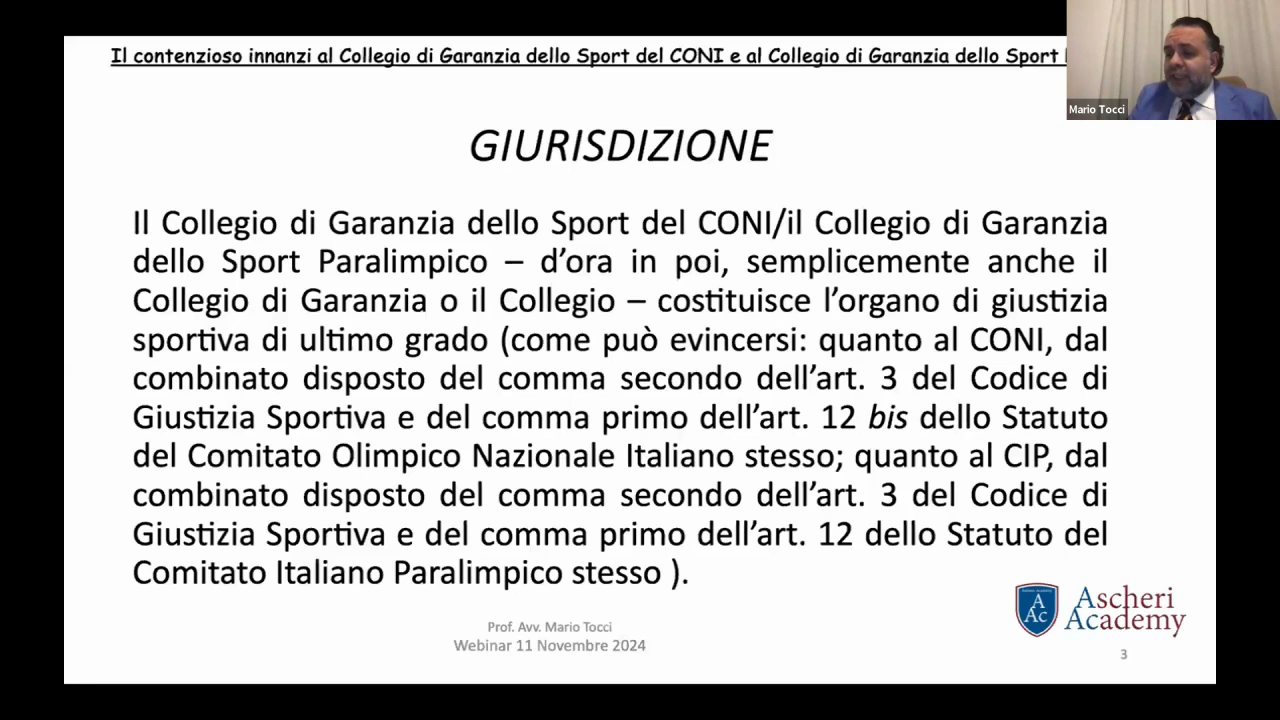 Il contenzioso innanzi al Collegio di Garanzia dello Sport del CONI e al Collegio di Garanzia dello Sport
Mario Tocci
GIURISDIZIONE
Il Collegio di Garanzia dello Sport del CONI/il Collegio di Garanzia
dello Sport Paralimpico – d’ora in poi, semplicemente anche il
Collegio di Garanzia o il Collegio – costituisce l’organo di giustizia
sportiva di ultimo grado (come può evincersi: quanto al CONI, dal
combinato disposto del comma secondo dell’art. 3 del Codice di
Giustizia Sportiva e del comma primo dell’art. 12 bis dello Statuto
del Comitato Olimpico Nazionale Italiano stesso; quanto al CIP, dal
combinato disposto del comma secondo dell’art. 3 del Codice di
Giustizia Sportiva e del comma primo dell’art. 12 dello Statuto del
Comitato Italiano Paralimpico stesso ).
A
Ac
Ascheri
Academy
Prof. Avv. Mario Tocci
Webinar 11 Novembre 2024
3